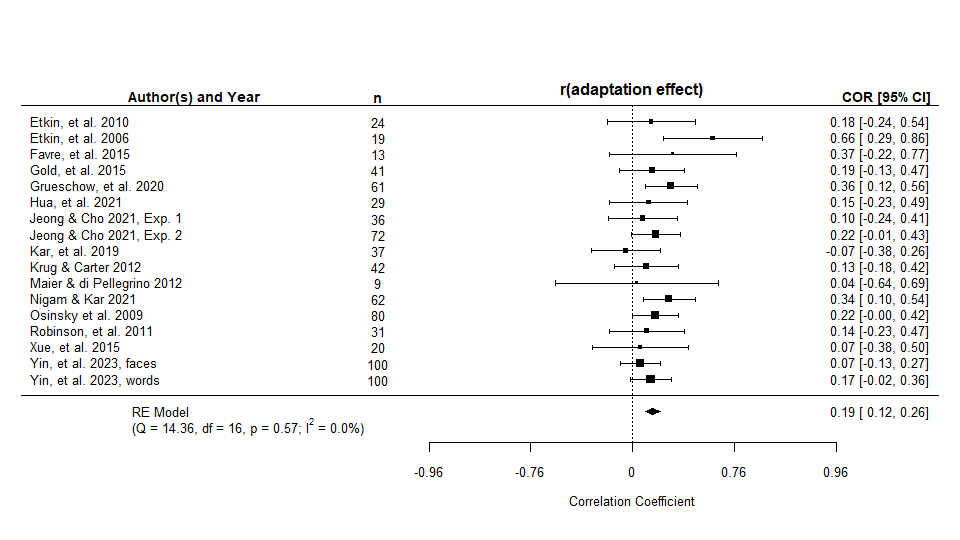 r(adaptation effect)
Author(s) and Year n COR [95% CI]
Etkin, et al. 2010 24 0.18 [-0.24, 0.54]
Etkin, et al. 2006 19 0.66 [ 0.29, 0.86]
Favre, et al. 2015 13 0.37 [-0.22, 0.77]
Gold, et al. 2015 41 0.19 [-0.13, 0.47]
Grueschow, et al. 2020 61 0.36 [ 0.12, 0.56]
Hua, et al. 2021 29 0.15 [-0.23, 0.49]
Jeong & Cho 2021, Exp. 1 36 0.10 [-0.24, 0.41]
Jeong & Cho 2021, Exp. 2 72 0.22 [-0.01, 0.43]
Kar, et al. 2019 37 -0.07 [-0.38, 0.26]
Krug & Carter 2012 42 0.13 [-0.18, 0.42]
Maier & di Pellegrino 2012 9 0.04 [-0.64, 0.69]
Nigam & Kar 2021 62 0.34 [ 0.10, 0.54]
Osinsky et al. 2009 80 0.22 [-0.00, 0.42]
Robinson, et al. 2011 31 0.14 [-0.23, 0.47]
Xue, et al. 2015 20 0.07 [-0.38, 0.50]
Yin, et al. 2023, faces 100 0.07 [-0.13, 0.27]
Yin, et al. 2023, words 100 0.17 [-0.02, 0.36]
RE Model 0.19 [ 0.12, 0.26]
(Q = 14.36, df = 16, p = 0.57; I² = 0.0%)
-0.96 -0.76 0 0.76 0.96
Correlation Coefficient